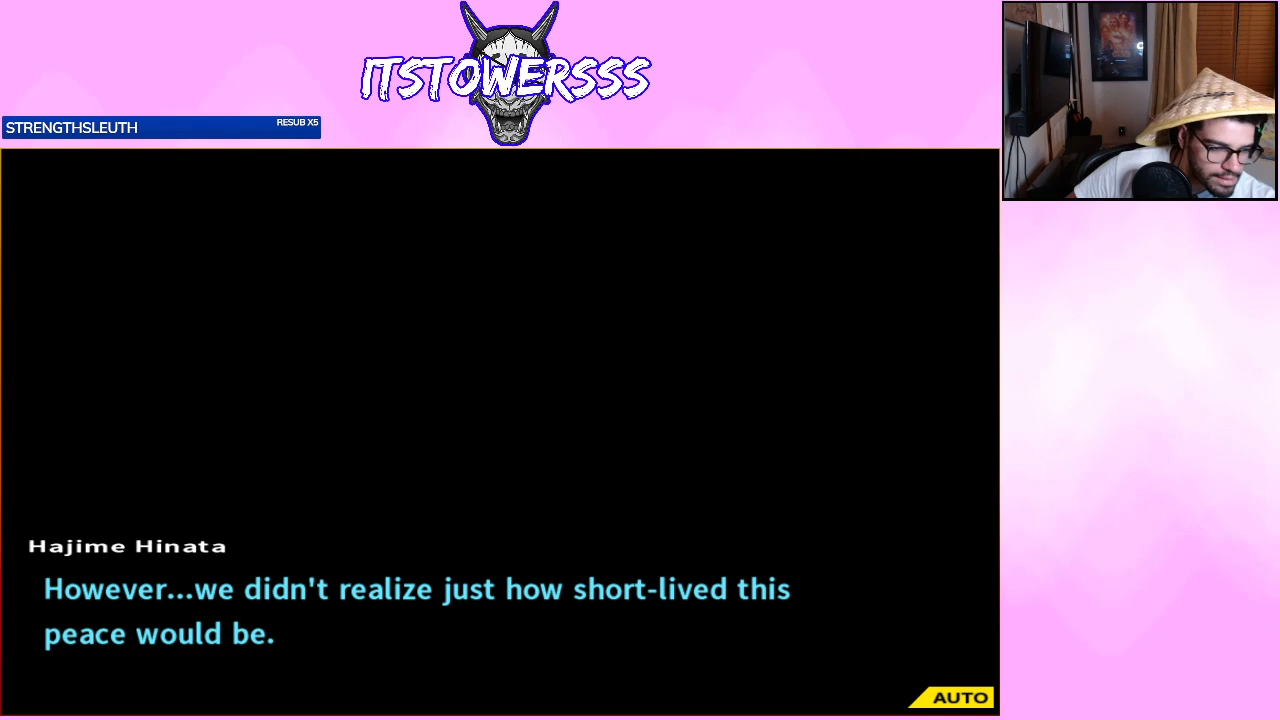 ITSTOWERSSS
STRENGTHSLEUTH
RESUB X5
Hajime Hinata
However...we didn't realize just how short-lived this
peace would be.
AUTO